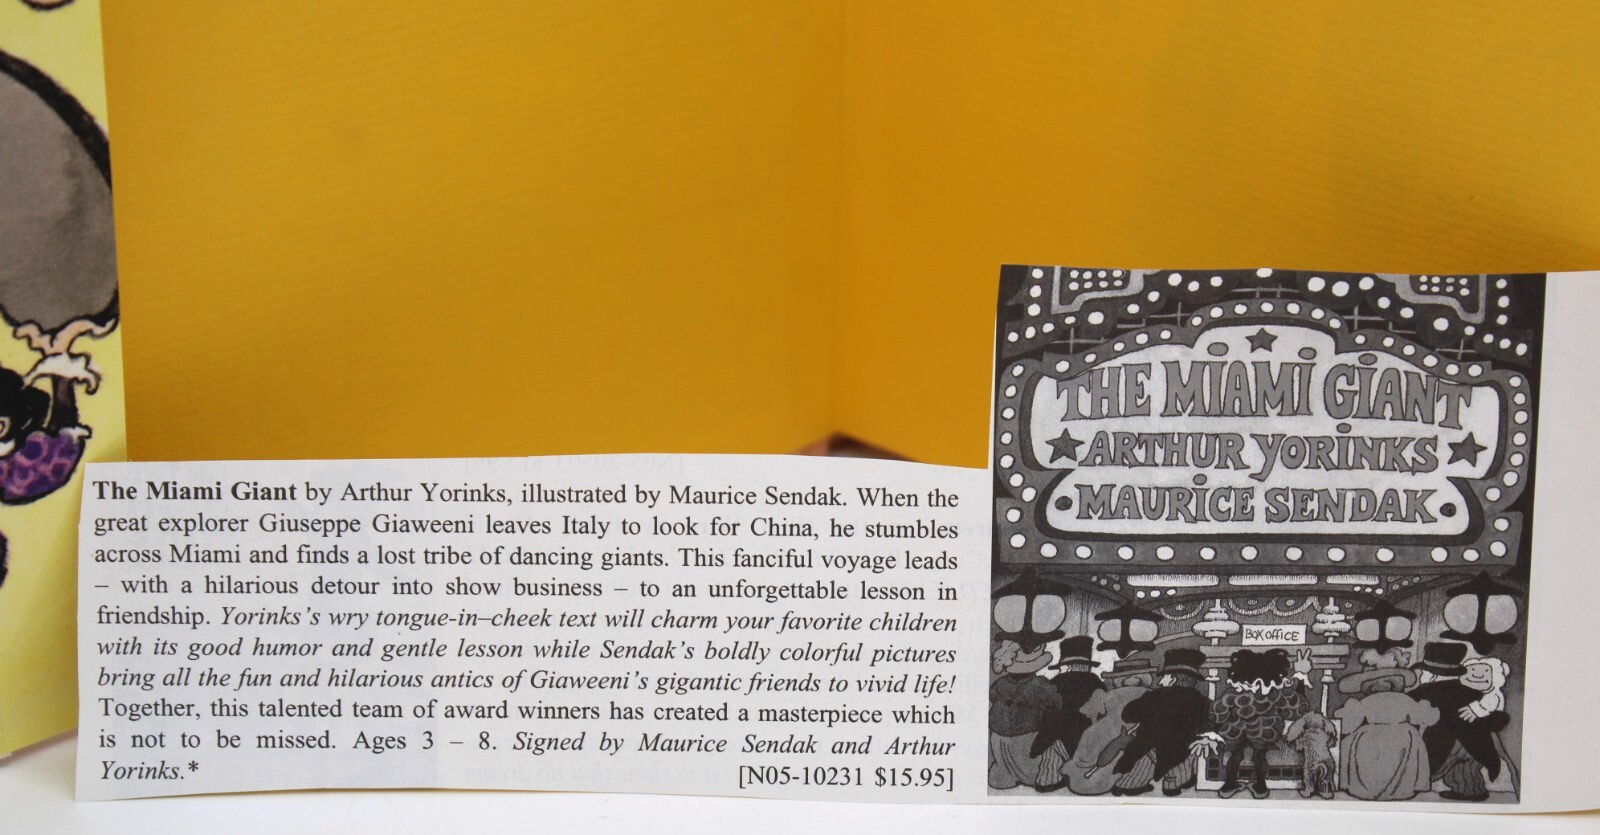 The Miami Giant by Arthur Yorinks, illustrated by Maurice Sendak. When the
great explorer Giuseppe Giaweeni leaves Italy to look for China, he stumbles
across Miami and finds a lost tribe of dancing giants. This fanciful voyage leads
– with a hilarious detour into show business – to an unforgettable lesson in
friendship. Yorinks's wry tongue-in–cheek text will charm your favorite children
with its good humor and gentle lesson while Sendak's boldly colorful pictures
bring all the fun and hilarious antics of Giaweeni's gigantic friends to vivid life!
Together, this talented team of award winners has created a masterpiece which
is not to be missed. Ages 3 – 8. Signed by Maurice Sendak and Arthur
Yorinks.* [N05-10231 $15.95]
THE MIAMI GIANT
ARTHUR YORINKS
MAURICE SENDAK
BOX OFFICE